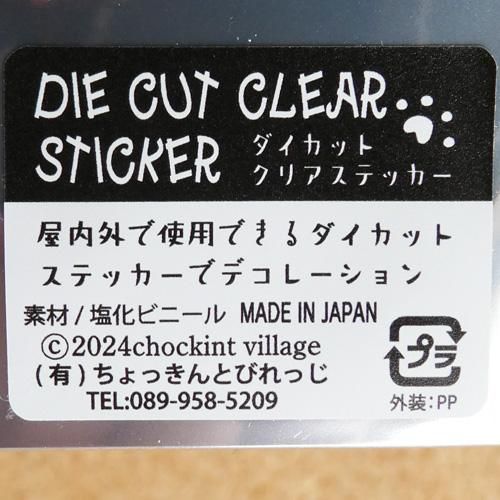 DIE CUT CLEAR
STICKER ダイカット
クリアステッカー
屋内外で使用できるダイカット
ステッカーでデコレーション
素材/塩化ビニール MADE IN JAPAN
©2024chockint village
(有)ちょっきんとびれっじ
TEL:089-958-5209
プラ
外装:PP